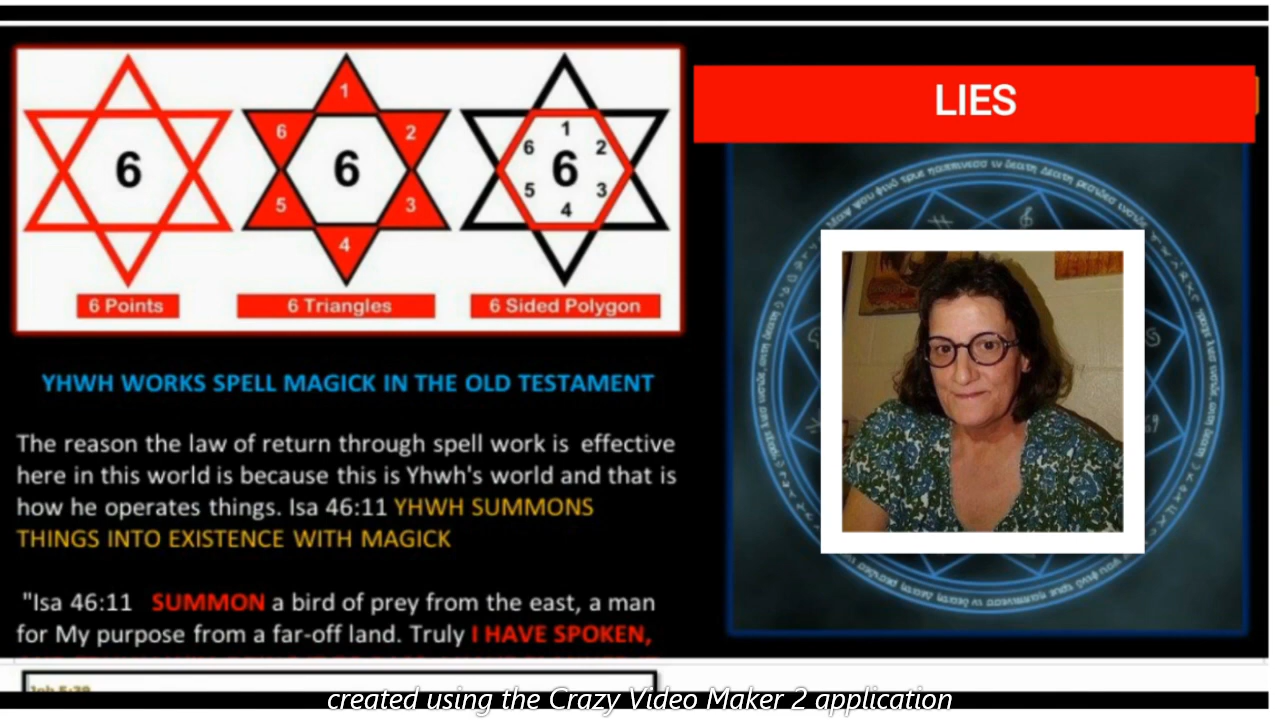 6
1
6
2
6
5
3
4
1
6
2
6
5
3
4
6 Points
6 Triangles
6 Sided Polygon
LIES
YHWH WORKS SPELL MAGICK IN THE OLD TESTAMENT
The reason the law of return through spell work is effective
here in this world is because this is Yhwh's world and that is
how he operates things. Isa 46:11 YHWH SUMMONS
THINGS INTO EXISTENCE WITH MAGICK
"Isa 46:11 SUMMON a bird of prey from the east, a man
for My purpose from a far-off land. Truly I HAVE SPOKEN,
created using the Crazy Video Maker 2 application